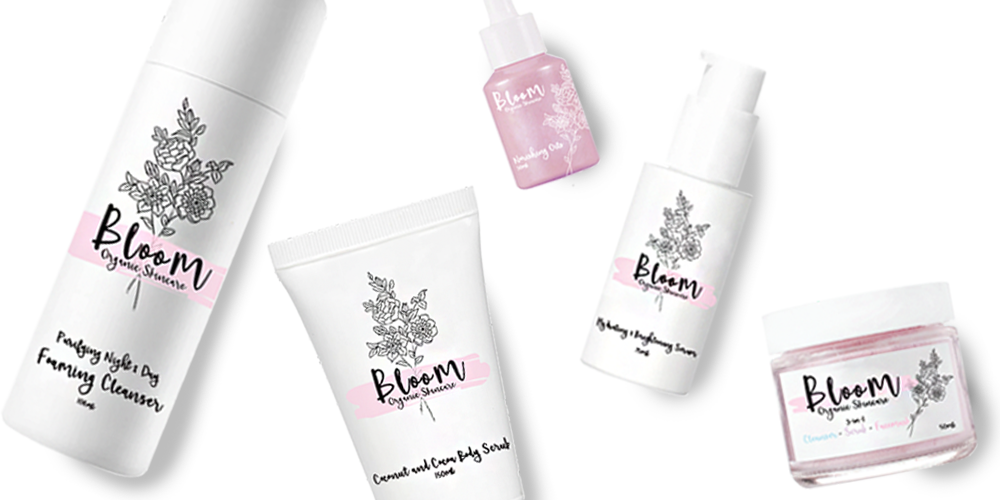 Bloom
Organic Skincare
Purifying Night & Day
Foaming Cleanser
Bloom
Organic Skincare
Coconut and Cocoa Body Scrub
150ml
Bloom
Organic Skincare
Nourishing Oils
Bloom
Organic Skincare
Hydrating & Brightening Serum
Bloom
Organic Skincare
3-in-1
Cleanser - Scrub - Facemask
50ml